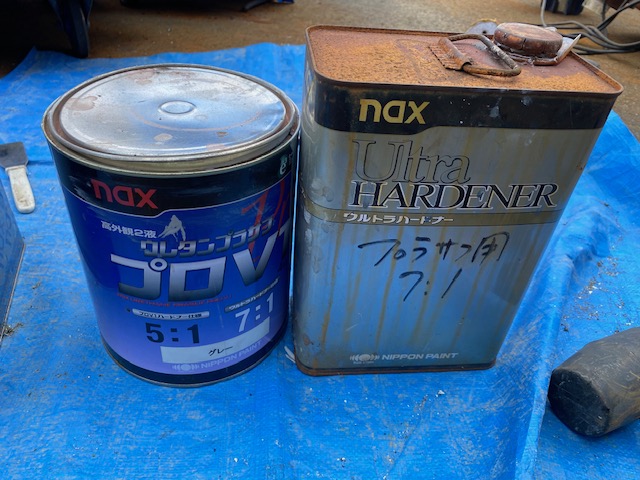 nax
高外観2液
ウレタンプラサフ
プロV
5:1
7:1
グレー
NIPPON PAINT
nax
Ultra
HARDENER
ウルトラハードナー
プラサフ用
7:1
NIPPON PAINT